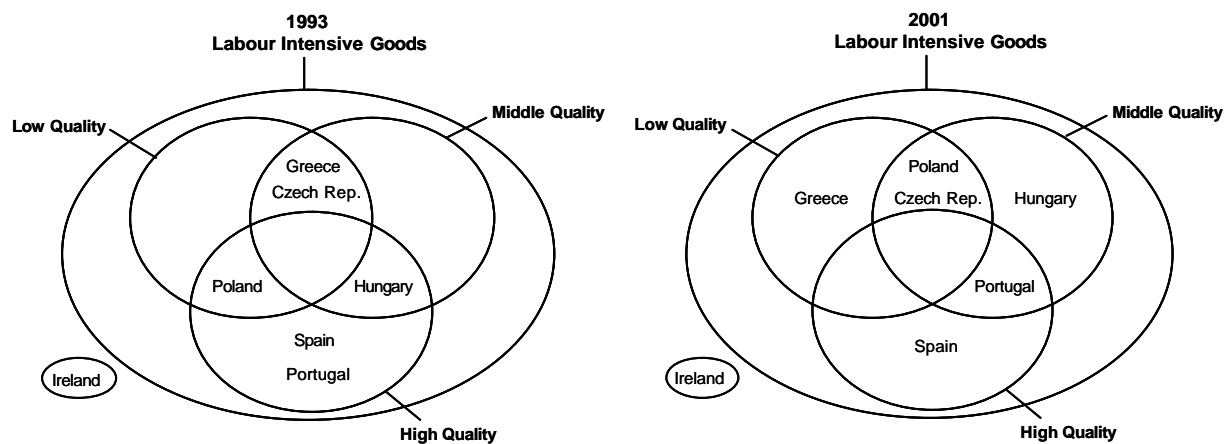 1993
Labour Intensive Goods
Low Quality
Middle Quality
Greece
Czech Rep.
Poland
Hungary
Spain
Portugal
Ireland
High Quality
2001
Labour Intensive Goods
Low Quality
Middle Quality
Poland
Greece
Czech Rep.
Hungary
Portugal
Spain
Ireland
High Quality